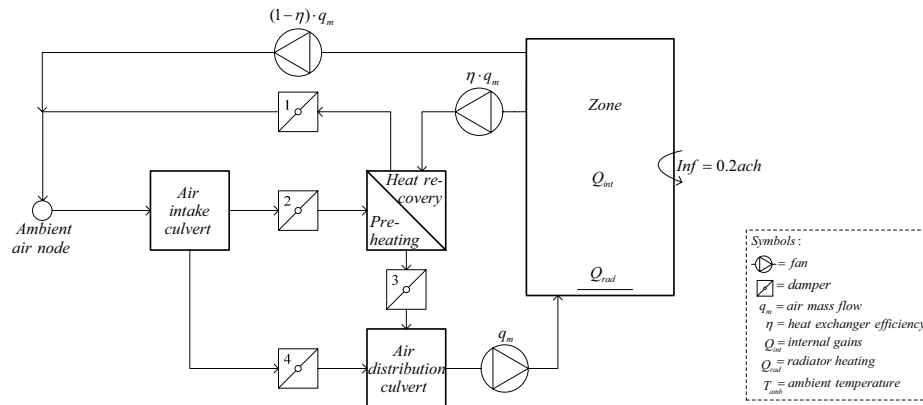 (1−η)·q_m
η·q_m
1
Zone
Heat re-
covery
Inf = 0.2ach
Q_int
Air
intake
culvert
2
Pre-
heating
Ambient
air node
3
Q_rad
4
Air
distribution
culvert
q_m
Symbols :
= fan
= damper
q_m = air mass flow
η = heat exchanger efficiency
Q_int = internal gains
Q_rad = radiator heating
T_amb = ambient temperature